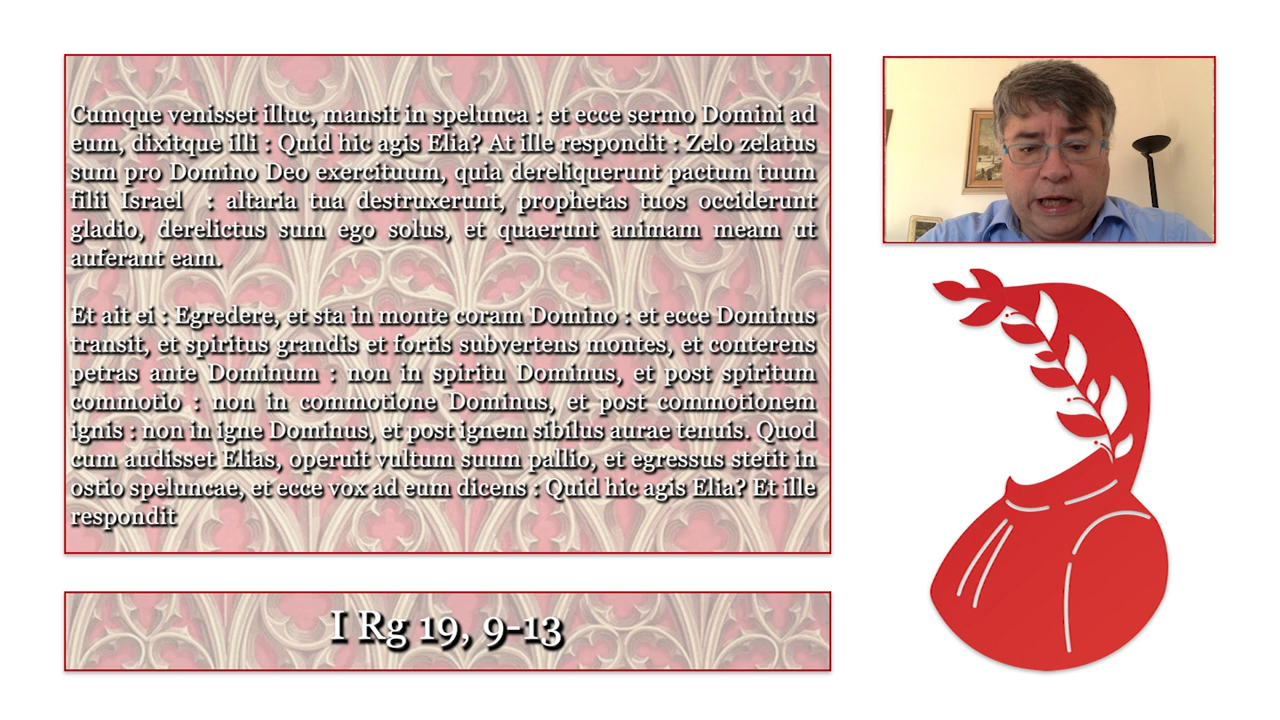 Cumque venisset illuc, mansit in spelunca : et ecce sermo Domini ad
eum, dixitque illi : Quid hic agis Elia? At ille respondit : Zelo zelatus
sum pro Domino Deo exercituum, quia dereliquerunt pactum tuum
filii Israel : altaria tua destruxerunt, prophetas tuos occiderunt
gladio, derelictus sum ego solus, et quaerunt animam meam ut
auferant eam.
Et ait ei : Egredere, et sta in monte coram Domino : et ecce Dominus
transit, et spiritus grandis et fortis subvertens montes, et conterens
petras ante Dominum : non in spiritu Dominus, et post spiritum
commotio : non in commotione Dominus, et post commotionem
ignis : non in igne Dominus, et post ignem sibilus aurae tenuis. Quod
cum audisset Elias, operuit vultum suum pallio, et egressus stetit in
ostio speluncae, et ecce vox ad eum dicens : Quid hic agis Elia? Et ille
respondit
I Rg 19, 9-13